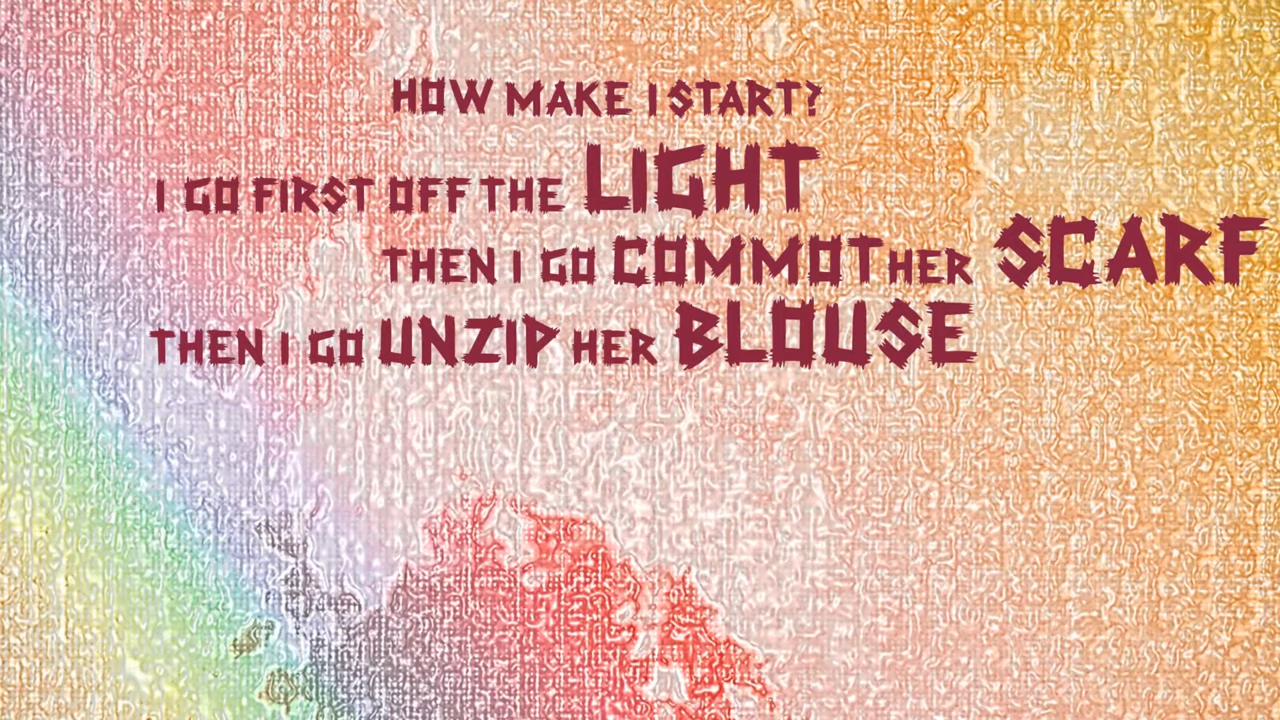 HOW MAKE I START?
I GO FIRST OFF THE LIGHT
THEN I GO COMMOT HER SCARF
THEN I GO UNZIP HER BLOUSE